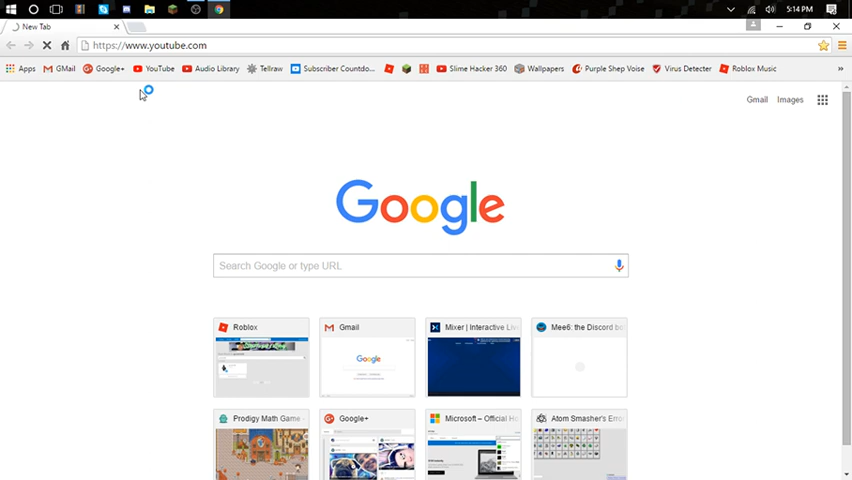 5:14 PM
New Tab
https://www.youtube.com
Apps GMail Google+ YouTube Audio Library Tellraw Subscriber Countdo... Slime Hacker 360 Wallpapers Purple Shep Voise Virus Detecter Roblox Music »
Gmail Images
Google
Search Google or type URL
Roblox Gmail Mixer | Interactive Liv Mee6: the Discord bo
Google
Prodigy Math Game - Google+ Microsoft – Official Ho Atom Smasher's Erro